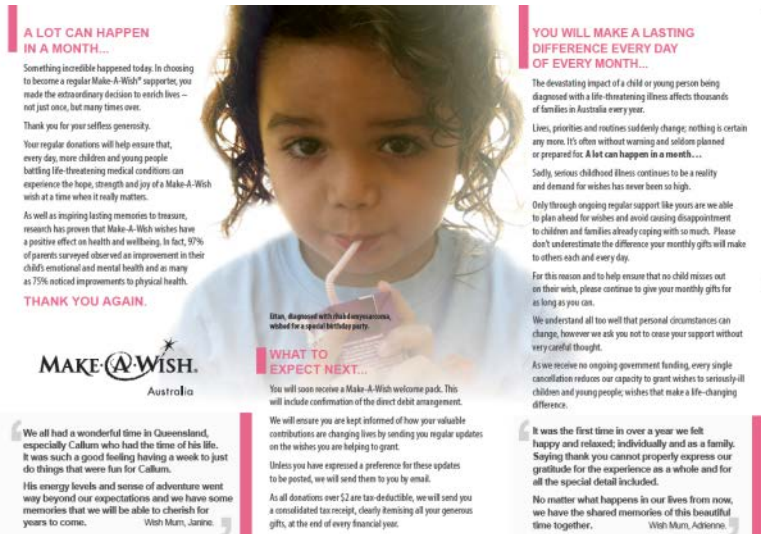 A LOT CAN HAPPEN
IN A MONTH...
Something incredible happened today. In choosing
to become a regular Make-A-Wish® supporter, you
made the extraordinary decision to enrich lives –
not just once, but many times over.
Thank you for your selfless generosity.
Your regular donations will help ensure that,
every day, more children and young people
battling life-threatening medical conditions can
experience the hope, strength and joy of a Make-A-Wish
wish at a time when it really matters.
As well as inspiring lasting memories to treasure,
research has proven that Make-A-Wish wishes have
a positive effect on health and wellbeing. In fact, 97%
of parents surveyed observed an improvement in their
child's emotional and mental health and as many
as 75% noticed improvements to physical health.
THANK YOU AGAIN.
MAKE·A·WISH®
Australia
We all had a wonderful time in Queensland,
especially Callum who had the time of his life.
It was such a good feeling having a week to just
do things that were fun for Callum.
His energy levels and sense of adventure went
way beyond our expectations and we have some
memories that we will be able to cherish for
years to come. Wish Mum, Janine.
Eitan, diagnosed with rhabdomyosarcoma,
wished for a special birthday party.
WHAT TO
EXPECT NEXT...
You will soon receive a Make-A-Wish welcome pack. This
will include confirmation of the direct debit arrangement.
We will ensure you are kept informed of how your valuable
contributions are changing lives by sending you regular updates
on the wishes you are helping to grant.
Unless you have expressed a preference for these updates
to be posted, we will send them to you by email.
As all donations over $2 are tax-deductible, we will send you
a consolidated tax receipt, clearly itemising all your generous
gifts, at the end of every financial year.
YOU WILL MAKE A LASTING
DIFFERENCE EVERY DAY
OF EVERY MONTH...
The devastating impact of a child or young person being
diagnosed with a life-threatening illness affects thousands
of families in Australia every year.
Lives, priorities and routines suddenly change; nothing is certain
any more. It's often without warning and seldom planned
or prepared for. A lot can happen in a month…
Sadly, serious childhood illness continues to be a reality
and demand for wishes has never been so high.
Only through ongoing regular support like yours are we able
to plan ahead for wishes and avoid causing disappointment
to children and families already coping with so much. Please
don't underestimate the difference your monthly gifts will make
to others each and every day.
For this reason and to help ensure that no child misses out
on their wish, please continue to give your monthly gifts for
as long as you can.
We understand all too well that personal circumstances can
change, however we ask you not to cease your support without
very careful thought.
As we receive no ongoing government funding, every single
cancellation reduces our capacity to grant wishes to seriously-ill
children and young people; wishes that make a life-changing
difference.
It was the first time in over a year we felt
happy and relaxed; individually and as a family.
Saying thank you cannot properly express our
gratitude for the experience as a whole and for
all the special detail included.
No matter what happens in our lives from now,
we have the shared memories of this beautiful
time together. Wish Mum, Adrienne.